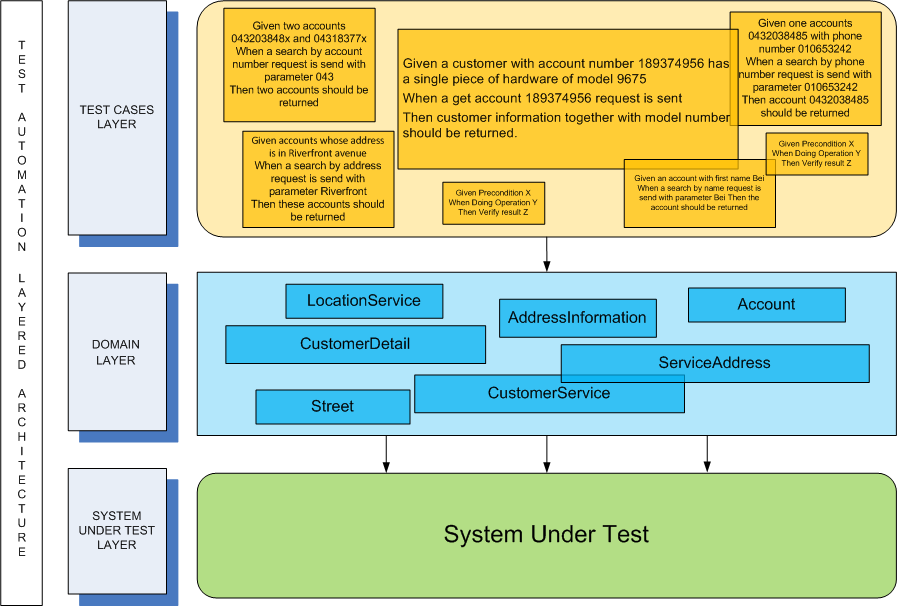 TEST AUTOMATION LAYERED ARCHITECTURE
TEST CASES
LAYER
Given two accounts
043203848x and 04318377x
When a search by account
number request is send with
parameter 043
Then two accounts should be
returned
Given a customer with account number 189374956 has
a single piece of hardware of model 9675
When a get account 189374956 request is sent
Then customer information together with model number
should be returned.
Given one accounts
0432038485 with phone
number 010653242
When a search by phone
number request is send with
parameter 010653242
Then account 0432038485
should be returned
Given accounts whose address
is in Riverfront avenue
When a search by address
request is send with
parameter Riverfront
Then these accounts should
be returned
Given Precondition X
When Doing Operation Y
Then Verify result Z
Given an account with first name Bei
When a search by name request is
send with parameter Bei Then the
account should be returned
Given Precondition X
When Doing Operation Y
Then Verify result Z
DOMAIN
LAYER
LocationService
AddressInformation
Account
CustomerDetail
ServiceAddress
CustomerService
Street
SYSTEM
UNDER TEST
LAYER
System Under Test